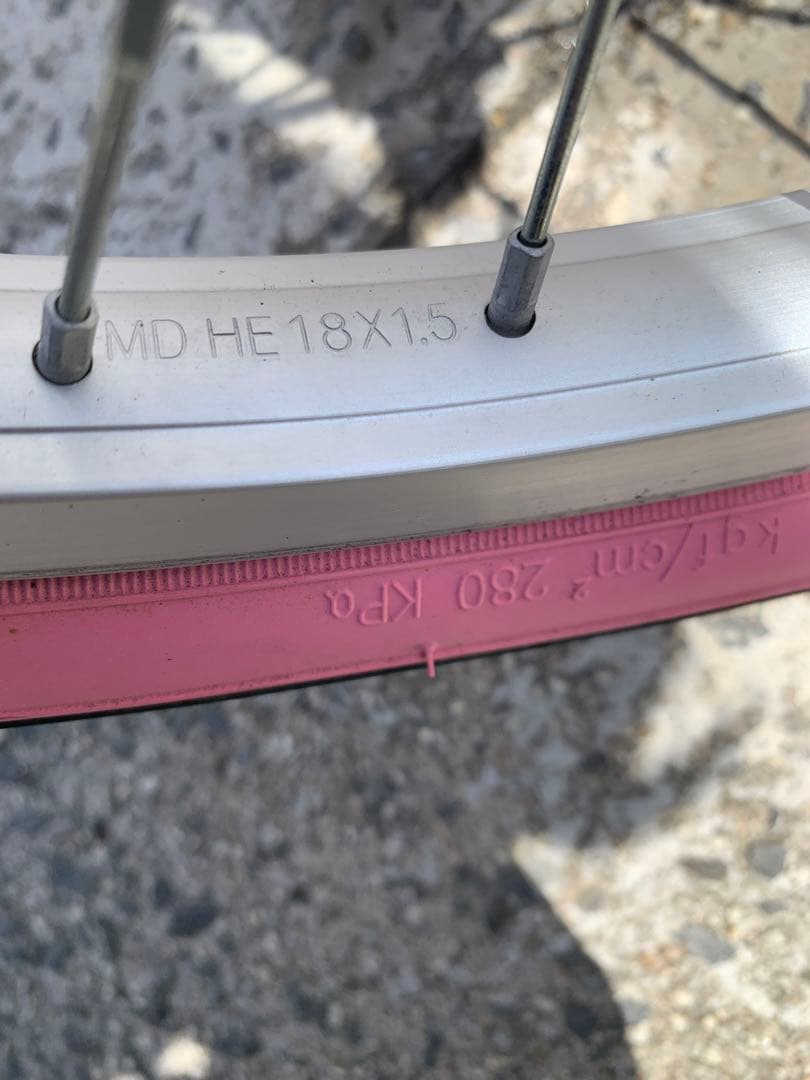 MD HE 18X1.5
kgf/cm² 280 KPa